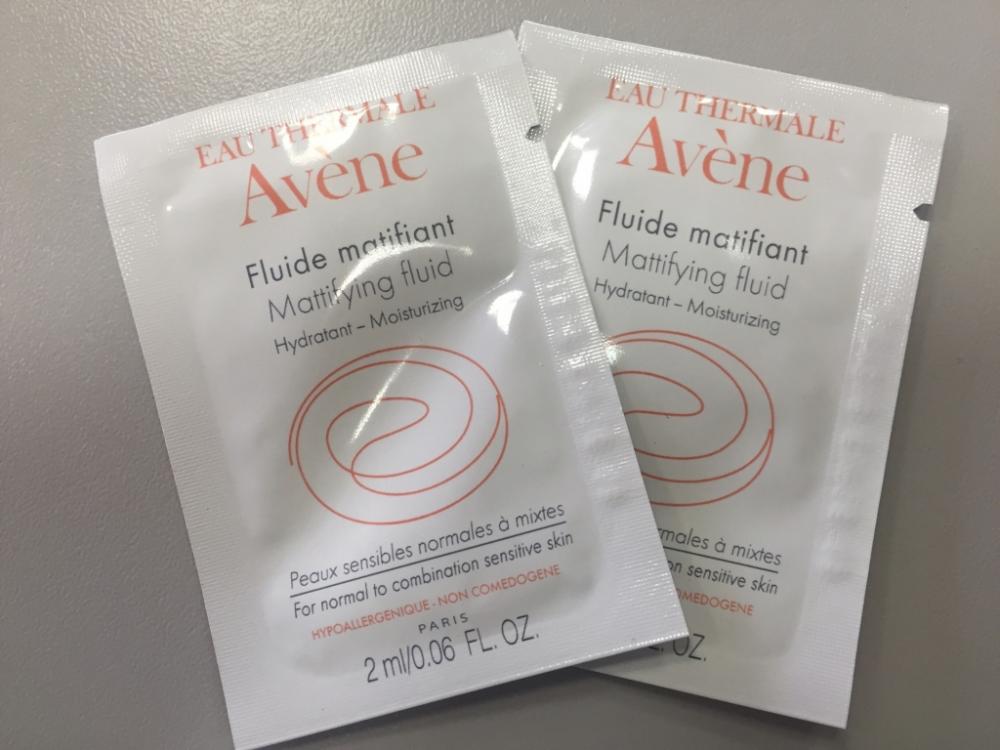 EAU THERMALE
Avène
Fluide matifiant
Mattifying fluid
Hydratant – Moisturizing
Peaux sensibles normales à mixtes
For normal to combination sensitive skin
HYPOALLERGENIQUE - NON COMEDOGENE
PARIS
2 ml/0.06 FL. OZ.
EAU THERMALE
Avène
Fluide matifiant
Mattifying fluid
Hydratant – Moisturizing
males à mixtes
sensitive skin
OMEDOGENE
OZ.